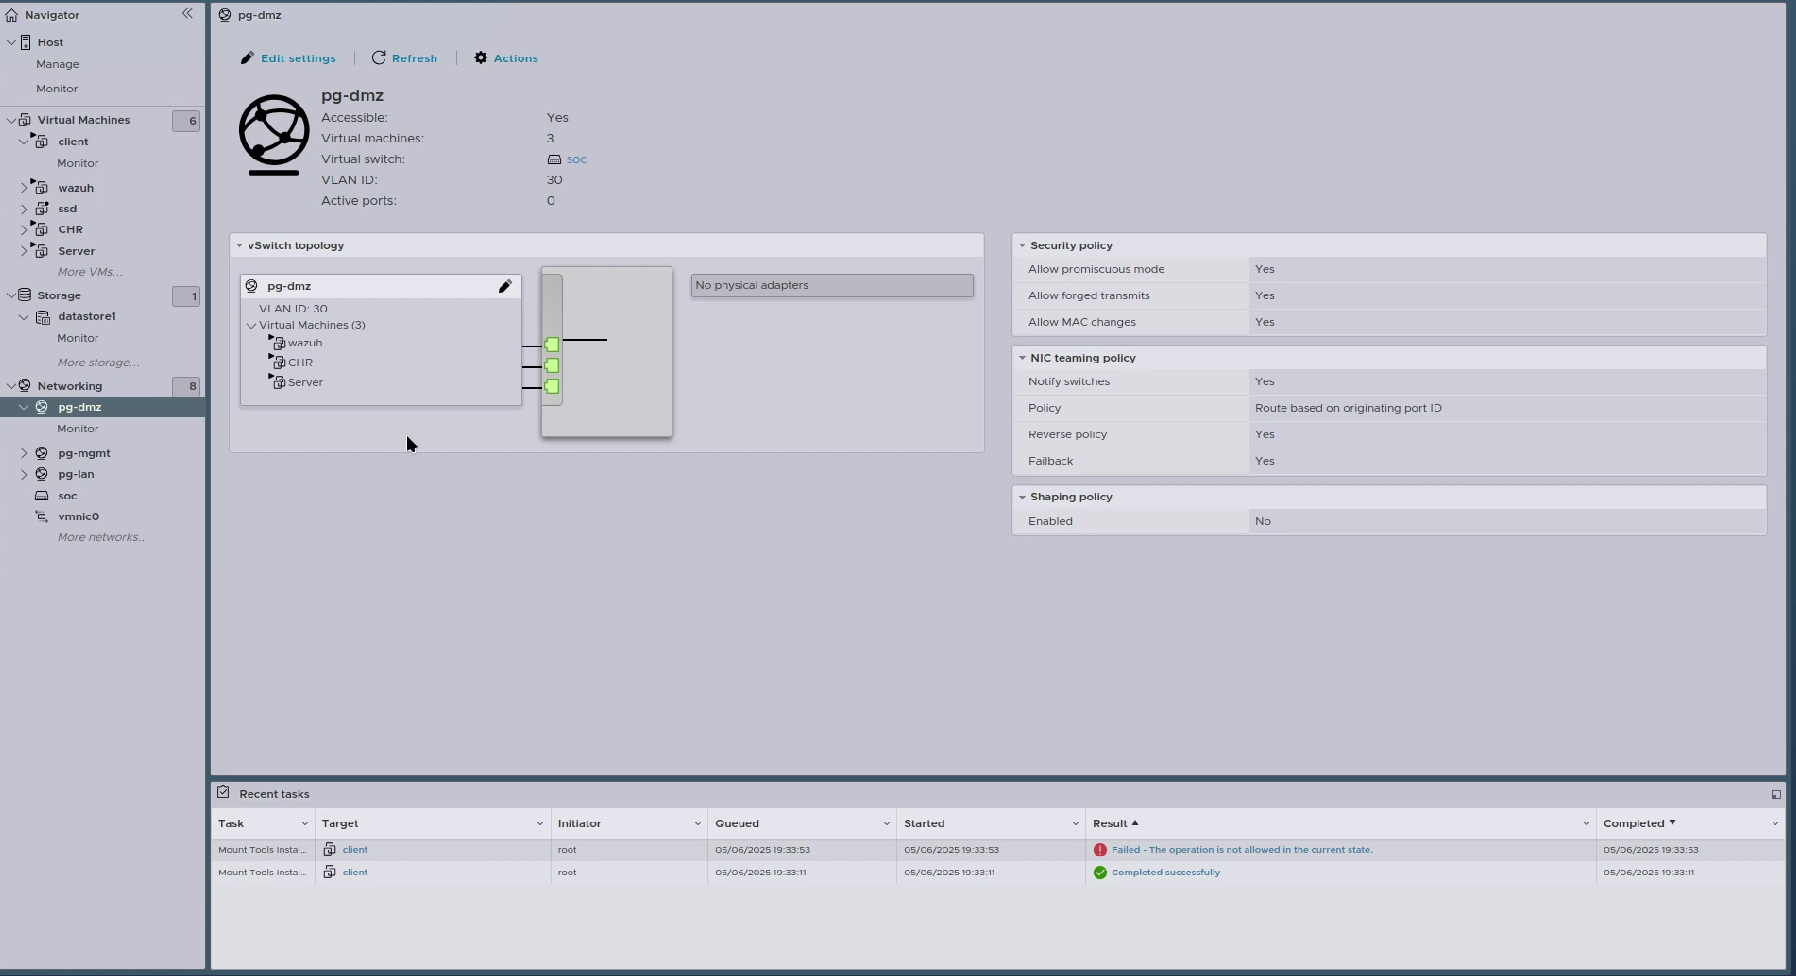 Navigator
Host
Manage
Monitor
Virtual Machines 6
client
Monitor
wazuh
ssd
CHR
Server
More VMs...
Storage 1
datastore1
Monitor
More storage...
Networking 8
pg-dmz
Monitor
pg-mgmt
pg-lan
soc
vmnic0
More networks...
pg-dmz
Edit settings Refresh Actions
pg-dmz
Accessible: Yes
Virtual machines: 3
Virtual switch: soc
VLAN ID: 30
Active ports: 0
vSwitch topology
pg-dmz
VLAN ID: 30
Virtual Machines (3)
wazuh
CHR
Server
No physical adapters
Security policy
Allow promiscuous mode Yes
Allow forged transmits Yes
Allow MAC changes Yes
NIC teaming policy
Notify switches Yes
Policy Route based on originating port ID
Reverse policy Yes
Failback Yes
Shaping policy
Enabled No
Recent tasks
Task Target Initiator Queued Started Result Completed
Mount Tools Insta... client root 05/06/2025 19:33:53 05/06/2025 19:33:53 Failed - The operation is not allowed in the current state. 05/06/2025 19:33:53
Mount Tools Insta... client root 05/06/2025 19:33:11 05/06/2025 19:33:11 Completed successfully 05/06/2025 19:33:11